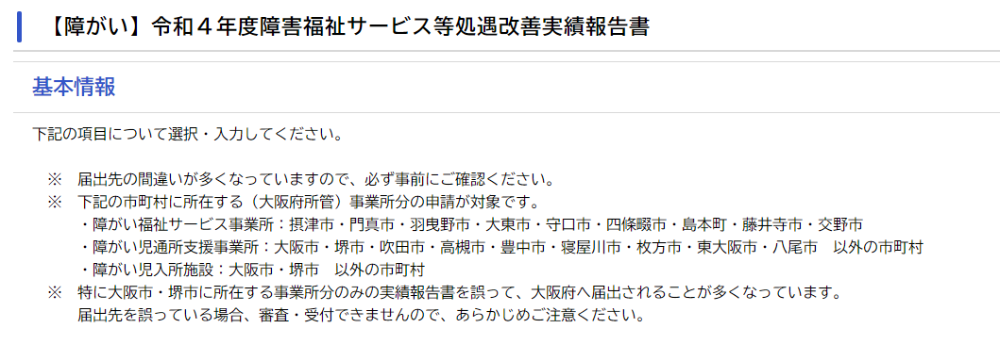 【障がい】令和４年度障害福祉サービス等処遇改善実績報告書
基本情報
下記の項目について選択・入力してください。
※　届出先の間違いが多くなっていますので、必ず事前にご確認ください。
※　下記の市町村に所在する（大阪府所管）事業所分の申請が対象です。
・障がい福祉サービス事業所：摂津市・門真市・羽曳野市・大東市・守口市・四條畷市・島本町・藤井寺市・交野市
・障がい児通所支援事業所：大阪市・堺市・吹田市・高槻市・豊中市・寝屋川市・枚方市・東大阪市・八尾市　以外の市町村
・障がい児入所施設：大阪市・堺市　以外の市町村
※　特に大阪市・堺市に所在する事業所分のみの実績報告書を誤って、大阪府へ届出されることが多くなっています。
届出先を誤っている場合、審査・受付できませんので、あらかじめご注意ください。